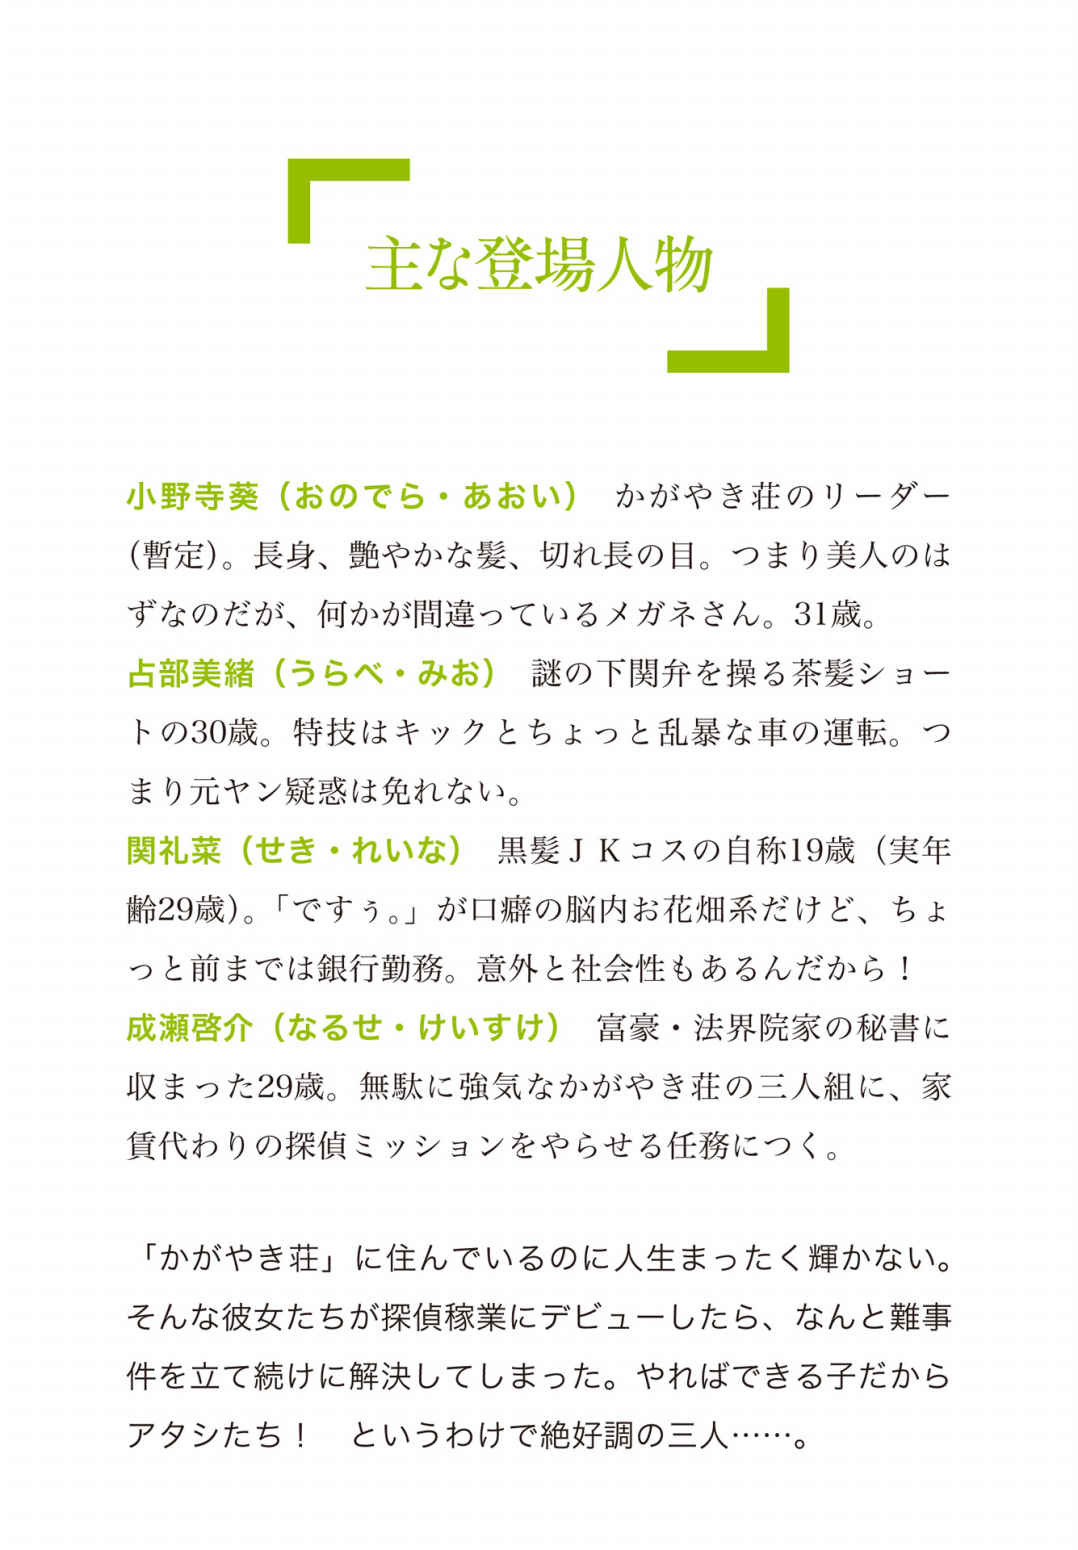 主な登場人物
小野寺葵（おのでら・あおい）　かがやき荘のリーダー
（暫定）。長身、艶やかな髪、切れ長の目。つまり美人のは
ずなのだが、何かが間違っているメガネさん。31歳。
占部美緒（うらべ・みお）　謎の下関弁を操る茶髪ショー
トの30歳。特技はキックとちょっと乱暴な車の運転。つ
まり元ヤン疑惑は免れない。
関礼菜（せき・れいな）　黒髪ＪＫコスの自称19歳（実年
齢29歳）。「ですぅ。」が口癖の脳内お花畑系だけど、ちょ
っと前までは銀行勤務。意外と社会性もあるんだから！
成瀬啓介（なるせ・けいすけ）　富豪・法界院家の秘書に
収まった29歳。無駄に強気なかがやき荘の三人組に、家
賃代わりの探偵ミッションをやらせる任務につく。
「かがやき荘」に住んでいるのに人生まったく輝かない。
そんな彼女たちが探偵稼業にデビューしたら、なんと難事
件を立て続けに解決してしまった。やればできる子だから
アタシたち！　というわけで絶好調の三人……。